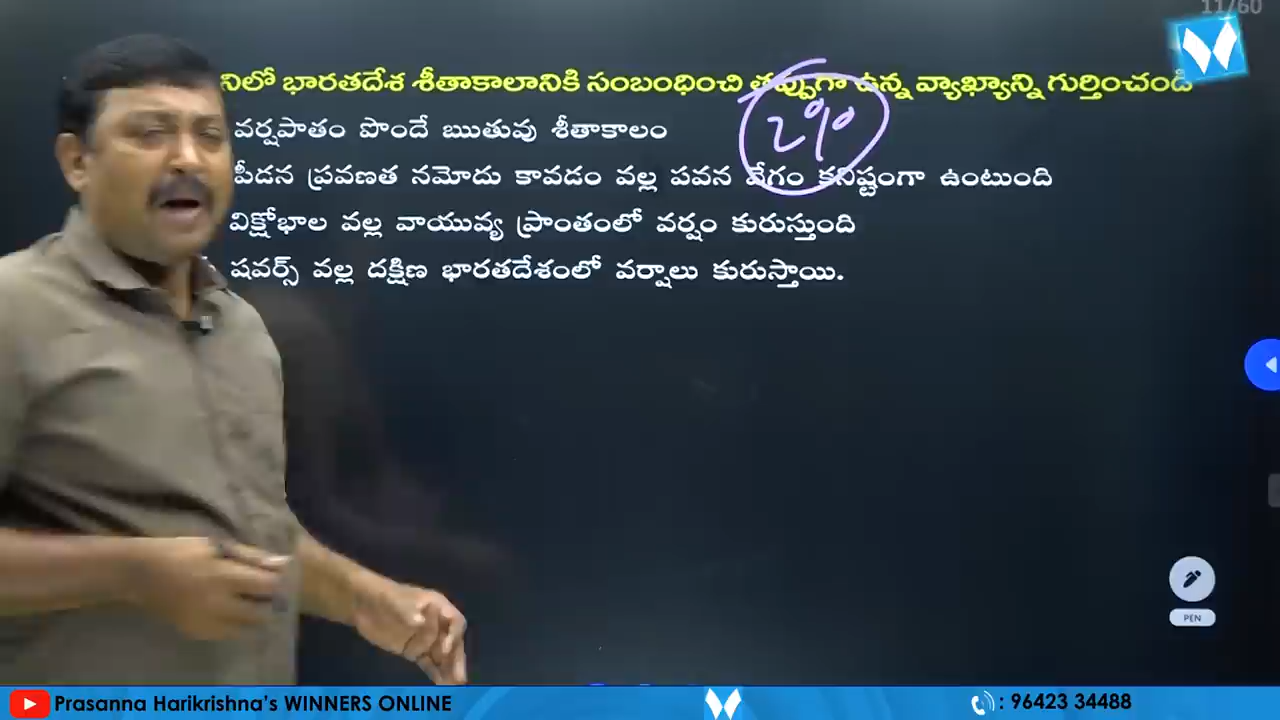 11/60
నిలో భారతదేశ శీతాకాలానికి సంబంధించి తప్పుగా ఉన్న వ్యాఖ్యాన్ని గుర్తించండి
2%
వర్షపాతం పొందే ఋతువు శీతాకాలం
పీడన ప్రవణత నమోదు కావడం వల్ల పవన వేగం కనిష్టంగా ఉంటుంది
విక్షోభాల వల్ల వాయువ్య ప్రాంతంలో వర్షం కురుస్తుంది
షవర్స్ వల్ల దక్షిణ భారతదేశంలో వర్షాలు కురుస్తాయి.
PEN
Prasanna Harikrishna's WINNERS ONLINE
: 96423 34488